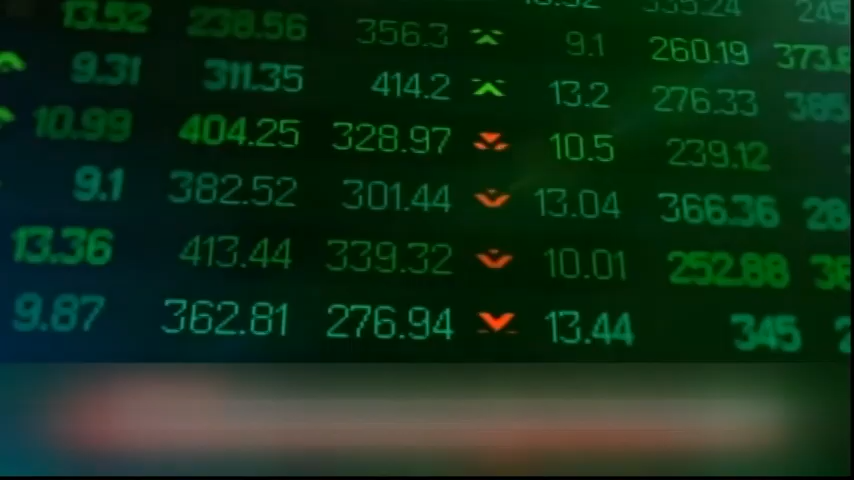 13.52 238.56 356.3 9.1 260.19
9.31 311.35 414.2 13.2 276.33
10.99 404.25 328.97 10.5 239.12
9.1 382.52 301.44 13.04 366.36
13.36 413.44 339.32 10.01 252.88
9.87 362.81 276.94 13.44 345